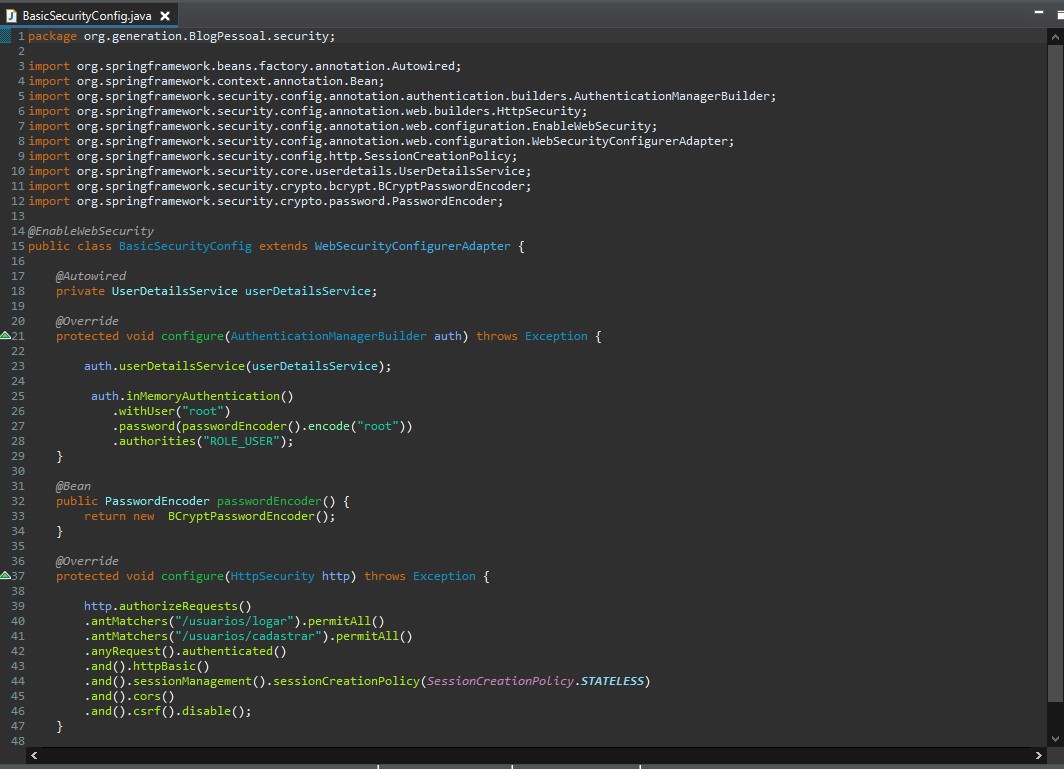 BasicSecurityConfig.java
1 package org.generation.BlogPessoal.security;
2
3 import org.springframework.beans.factory.annotation.Autowired;
4 import org.springframework.context.annotation.Bean;
5 import org.springframework.security.config.annotation.authentication.builders.AuthenticationManagerBuilder;
6 import org.springframework.security.config.annotation.web.builders.HttpSecurity;
7 import org.springframework.security.config.annotation.web.configuration.EnableWebSecurity;
8 import org.springframework.security.config.annotation.web.configuration.WebSecurityConfigurerAdapter;
9 import org.springframework.security.config.http.SessionCreationPolicy;
10 import org.springframework.security.core.userdetails.UserDetailsService;
11 import org.springframework.security.crypto.bcrypt.BCryptPasswordEncoder;
12 import org.springframework.security.crypto.password.PasswordEncoder;
13
14 @EnableWebSecurity
15 public class BasicSecurityConfig extends WebSecurityConfigurerAdapter {
16
17     @Autowired
18     private UserDetailsService userDetailsService;
19
20     @Override
21     protected void configure(AuthenticationManagerBuilder auth) throws Exception {
22
23         auth.userDetailsService(userDetailsService);
24
25          auth.inMemoryAuthentication()
26             .withUser("root")
27             .password(passwordEncoder().encode("root"))
28             .authorities("ROLE_USER");
29     }
30
31     @Bean
32     public PasswordEncoder passwordEncoder() {
33         return new  BCryptPasswordEncoder();
34     }
35
36     @Override
37     protected void configure(HttpSecurity http) throws Exception {
38
39         http.authorizeRequests()
40         .antMatchers("/usuarios/logar").permitAll()
41         .antMatchers("/usuarios/cadastrar").permitAll()
42         .anyRequest().authenticated()
43         .and().httpBasic()
44         .and().sessionManagement().sessionCreationPolicy(SessionCreationPolicy.STATELESS)
45         .and().cors()
46         .and().csrf().disable();
47     }
48